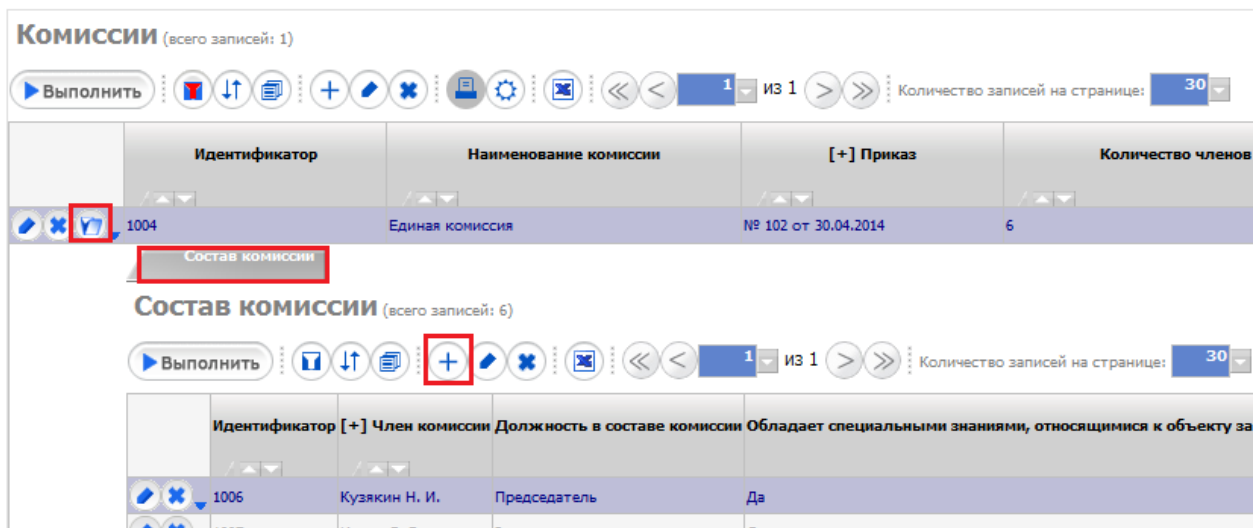 Комиссии (всего записей: 1)
Выполнить 1 из 1 Количество записей на странице: 30
Идентификатор Наименование комиссии [+] Приказ Количество членов
1004 Единая комиссия № 102 от 30.04.2014 6
Состав комиссии
Состав комиссии (всего записей: 6)
Выполнить 1 из 1 Количество записей на странице: 30
Идентификатор [+] Член комиссии Должность в составе комиссии Обладает специальными знаниями, относящимися к объекту за
1006 Кузякин Н. И. Председатель Да